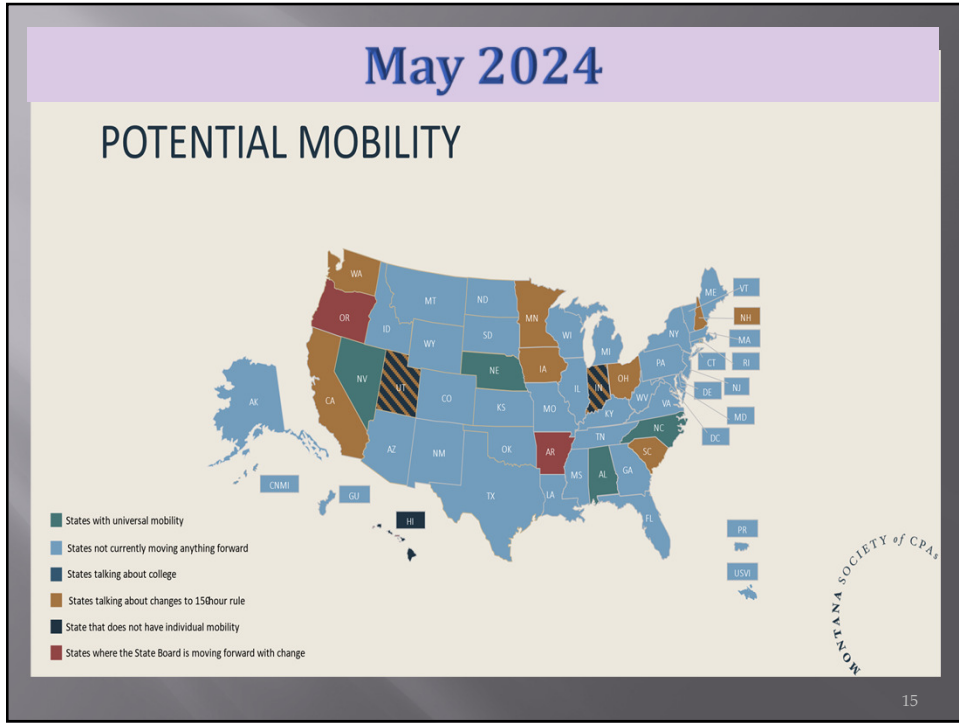 May 2024
POTENTIAL MOBILITY
WA
OR
CA
NV
ID
MT
WY
UT
AZ
CO
NM
ND
SD
NE
KS
OK
TX
MN
IA
MO
AR
LA
WI
IL
MI
IN
OH
KY
TN
MS
AL
GA
FL
SC
NC
VA
WV
PA
NY
ME
VT
NH
MA
RI
CT
NJ
DE
MD
DC
AK
HI
CNMI
GU
PR
USVI
States with universal mobility
States not currently moving anything forward
States talking about college
States talking about changes to 150hour rule
State that does not have individual mobility
States where the State Board is moving forward with change
MONTANA SOCIETY of CPAs
15